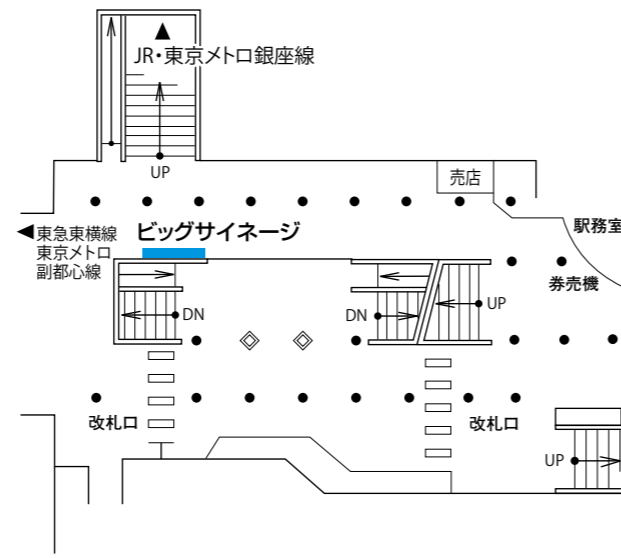 ▲
JR・東京メトロ銀座線
UP
売店
◀東急東横線
東京メトロ
副都心線
ビッグサイネージ
駅務室
券売機
DN
DN
UP
改札口
改札口
UP